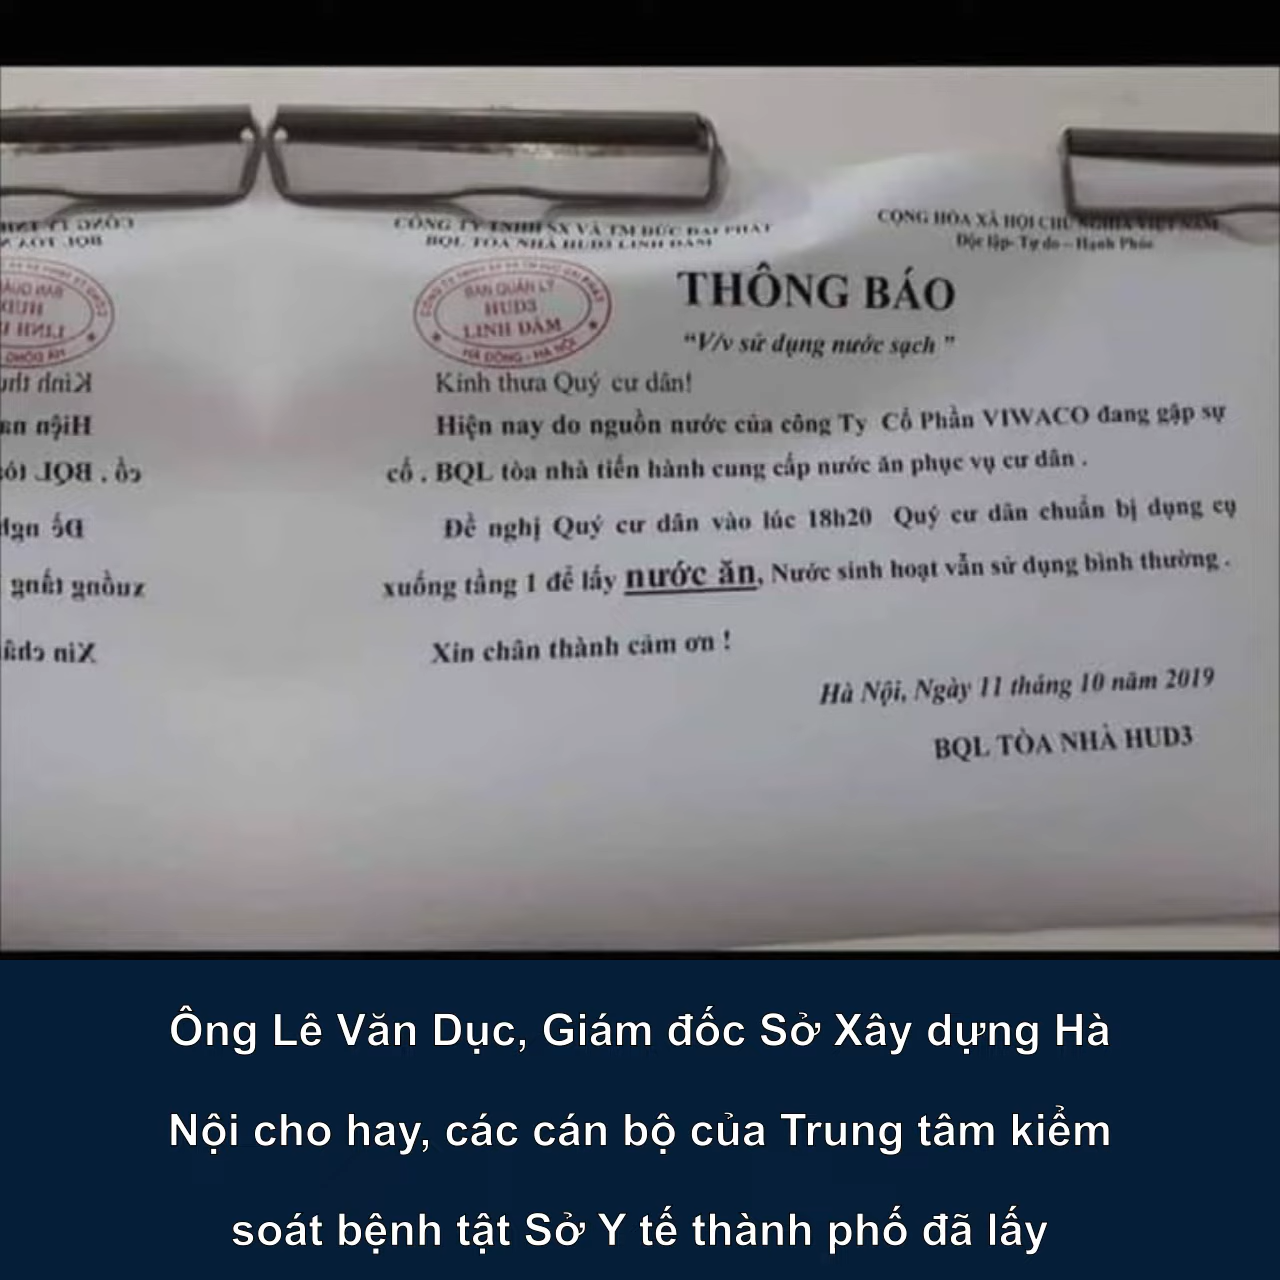 CÔNG TY TNHH SX VÀ TM ĐỨC ĐẠI PHÁT
BQL TÒA NHÀ HUD3 LINH ĐÀM
CỘNG HÒA XÃ HỘI CHỦ NGHĨA VIỆT NAM
Độc lập- Tự do – Hạnh Phúc
BAN QUẢN LÝ
HUD3
LINH ĐÀM
HÀ ĐÔNG - HÀ NỘI
THÔNG BÁO
“V/v sử dụng nước sạch ”
Kính thưa Quý cư dân!
Hiện nay do nguồn nước của công Ty Cổ Phần VIWACO đang gặp sự
cố . BQL tòa nhà tiến hành cung cấp nước ăn phục vụ cư dân .
Đề nghị Quý cư dân vào lúc 18h20 Quý cư dân chuẩn bị dụng cụ
xuống tầng 1 để lấy nước ăn, Nước sinh hoạt vẫn sử dụng bình thường .
Xin chân thành cảm ơn !
Hà Nội, Ngày 11 tháng 10 năm 2019
BQL TÒA NHÀ HUD3
Ông Lê Văn Dục, Giám đốc Sở Xây dựng Hà
Nội cho hay, các cán bộ của Trung tâm kiểm
soát bệnh tật Sở Y tế thành phố đã lấy